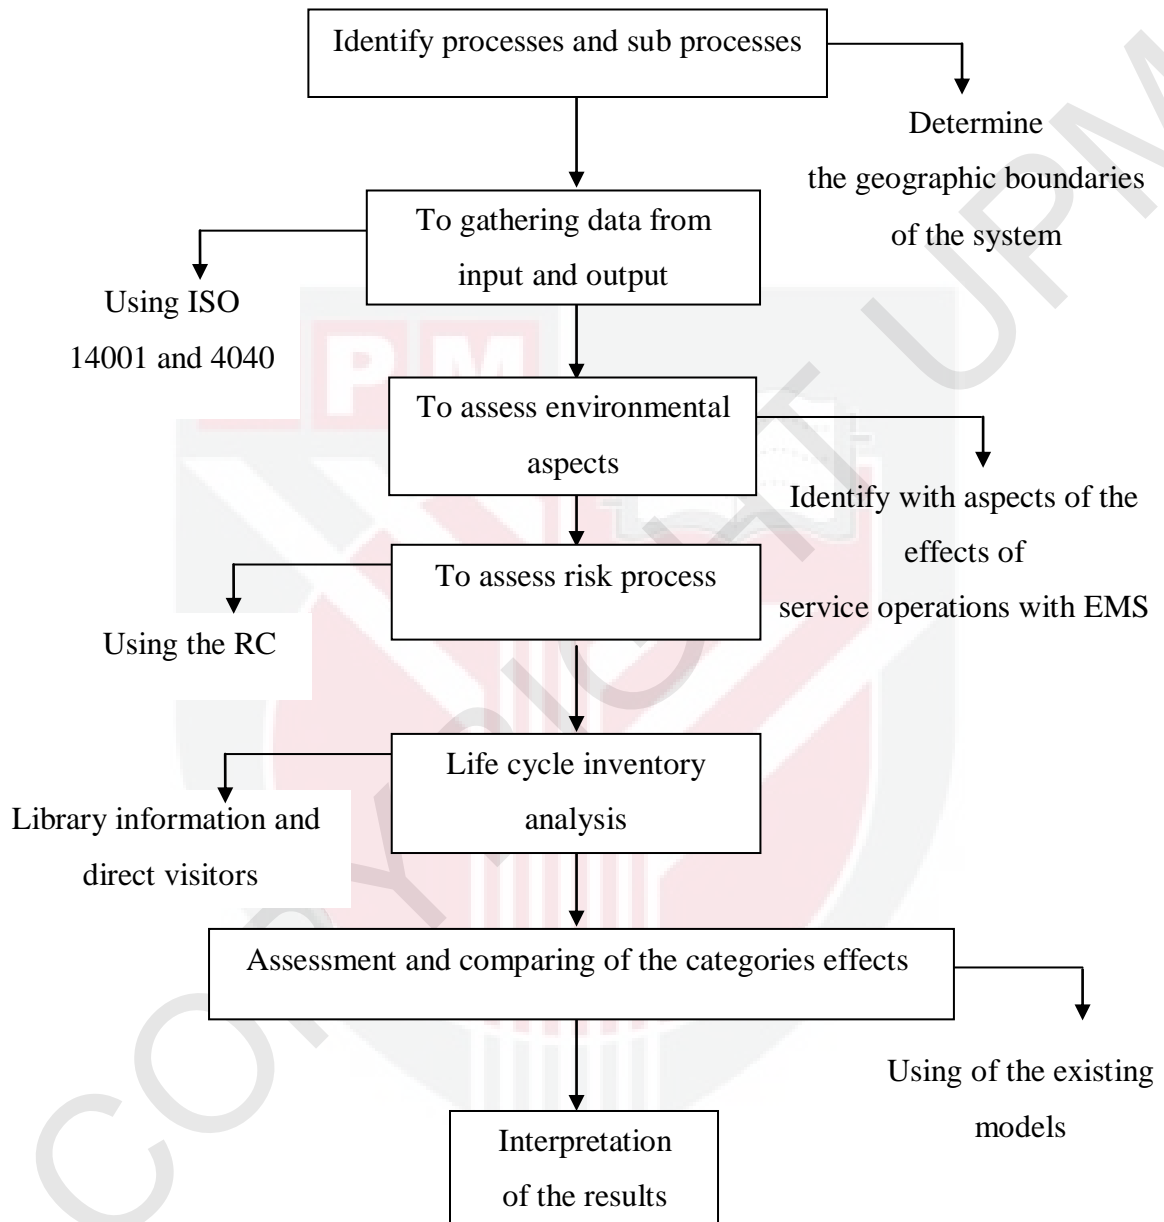 Identify processes and sub processes
Determine
the geographic boundaries
of the system
To gathering data from
input and output
Using ISO
14001 and 4040
To assess environmental
aspects
Identify with aspects of the
effects of
service operations with EMS
To assess risk process
Using the RC
Life cycle inventory
analysis
Library information and
direct visitors
Assessment and comparing of the categories effects
Using of the existing
models
Interpretation
of the results
PM
COPYRIGHT UPM